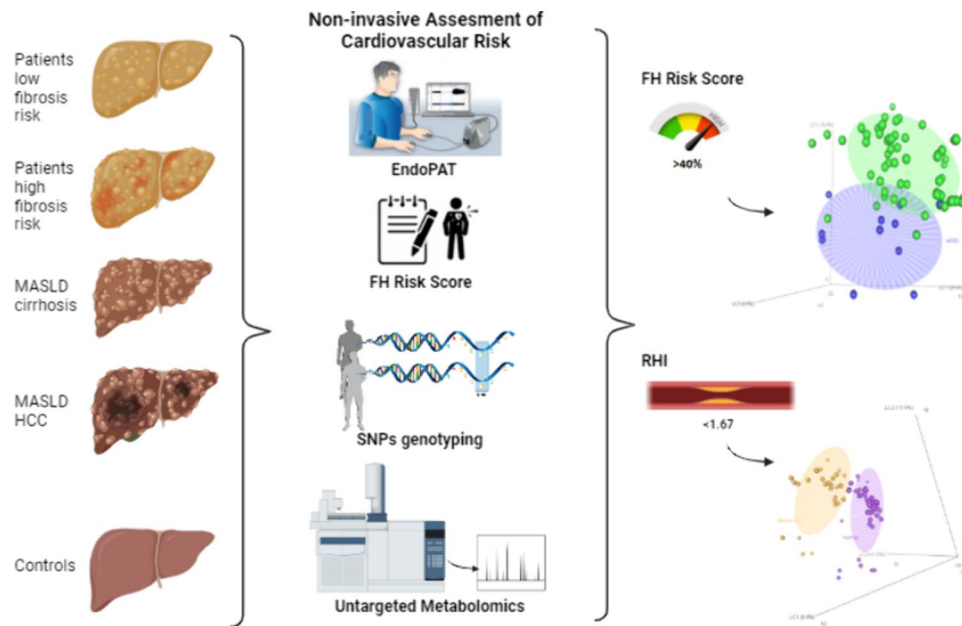 Non-invasive Assesment of
Cardiovascular Risk
Patients
low
fibrosis
risk
Patients
high
fibrosis
risk
MASLD
cirrhosis
MASLD
HCC
Controls
EndoPAT
FH Risk Score
SNPs genotyping
Untargeted Metabolomics
FH Risk Score
HIGH
>40%
RHI
<1.67